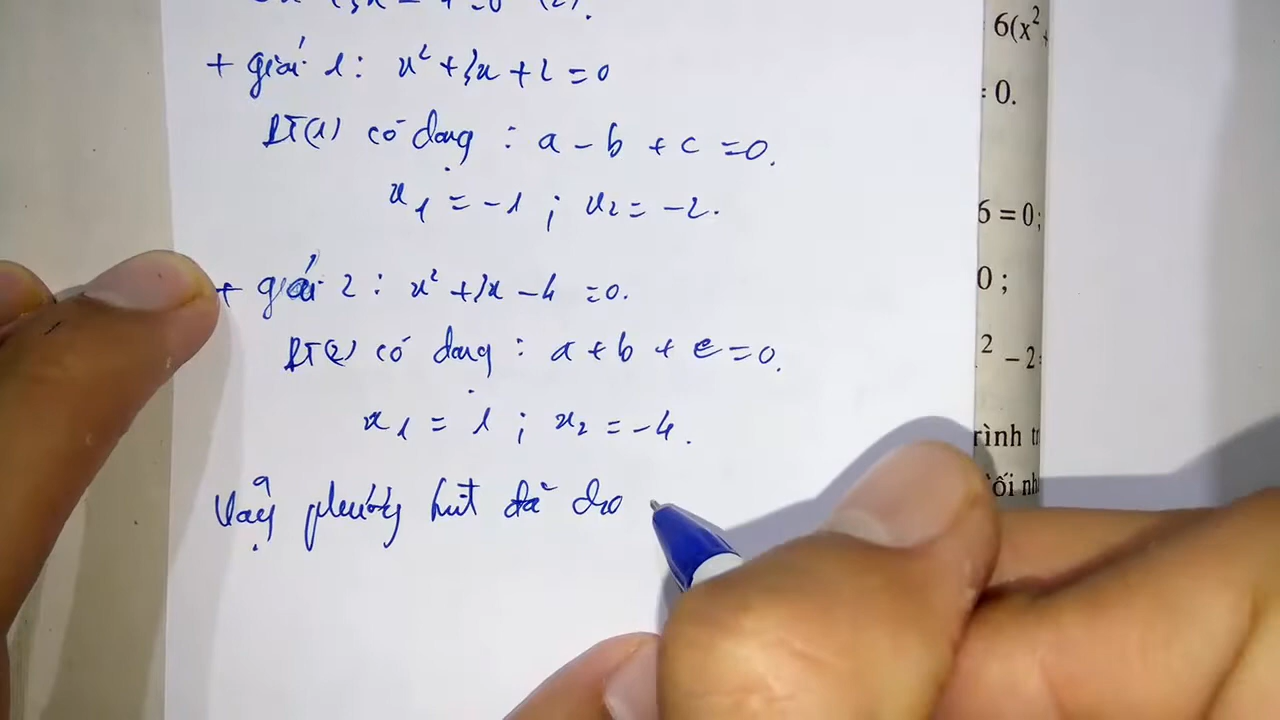 + giải 1: x² + 3x + 2 = 0
PT(1) có dạng : a - b + c = 0.
x₁ = -1 ; x₂ = -2.
+ giải 2 : x² + 3x - 4 = 0.
PT(2) có dạng : a + b + c = 0.
x₁ = 1 ; x₂ = -4.
Vậy phương trình đã cho
6(x²
= 0.
6 = 0;
0 ;
² - 2
rình tr
ối nh